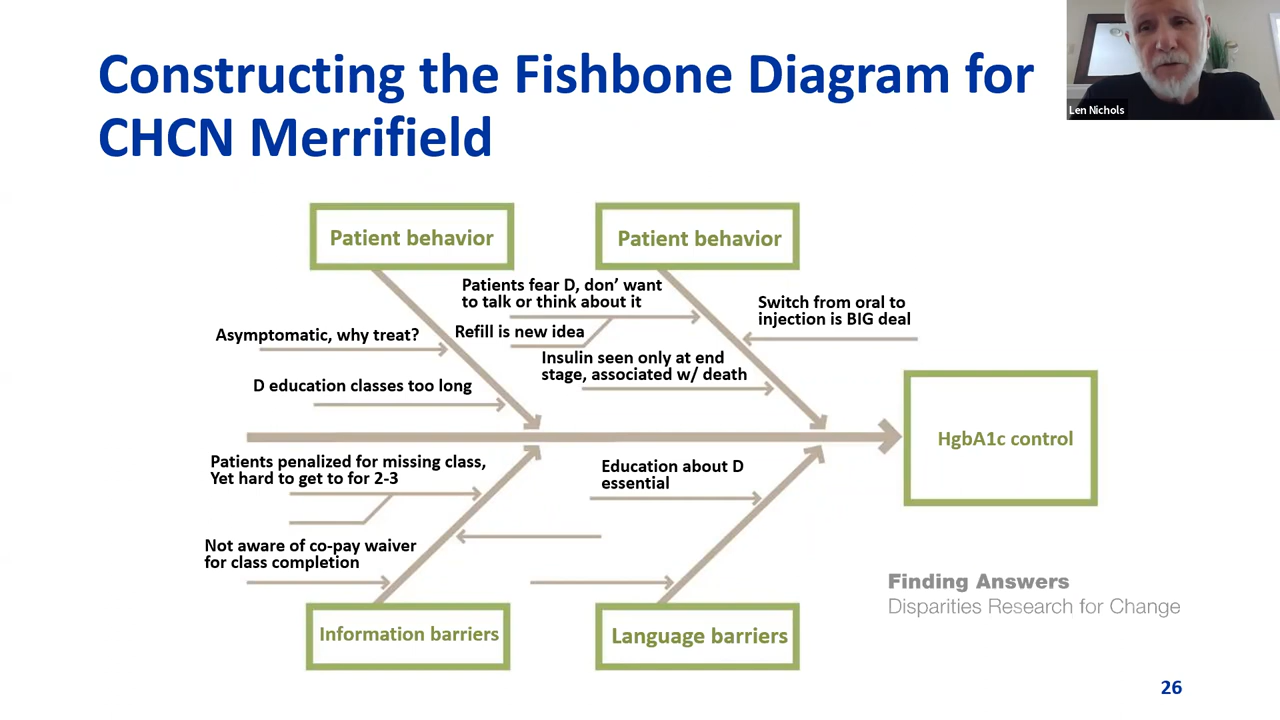 Constructing the Fishbone Diagram for
CHCN Merrifield
Len Nichols
Patient behavior
Patient behavior
Patients fear D, don’ want
to talk or think about it
Switch from oral to
injection is BIG deal
Asymptomatic, why treat?
Refill is new idea
Insulin seen only at end
stage, associated w/ death
D education classes too long
HgbA1c control
Patients penalized for missing class,
Yet hard to get to for 2-3
Education about D
essential
Not aware of co-pay waiver
for class completion
Information barriers
Language barriers
Finding Answers
Disparities Research for Change
26